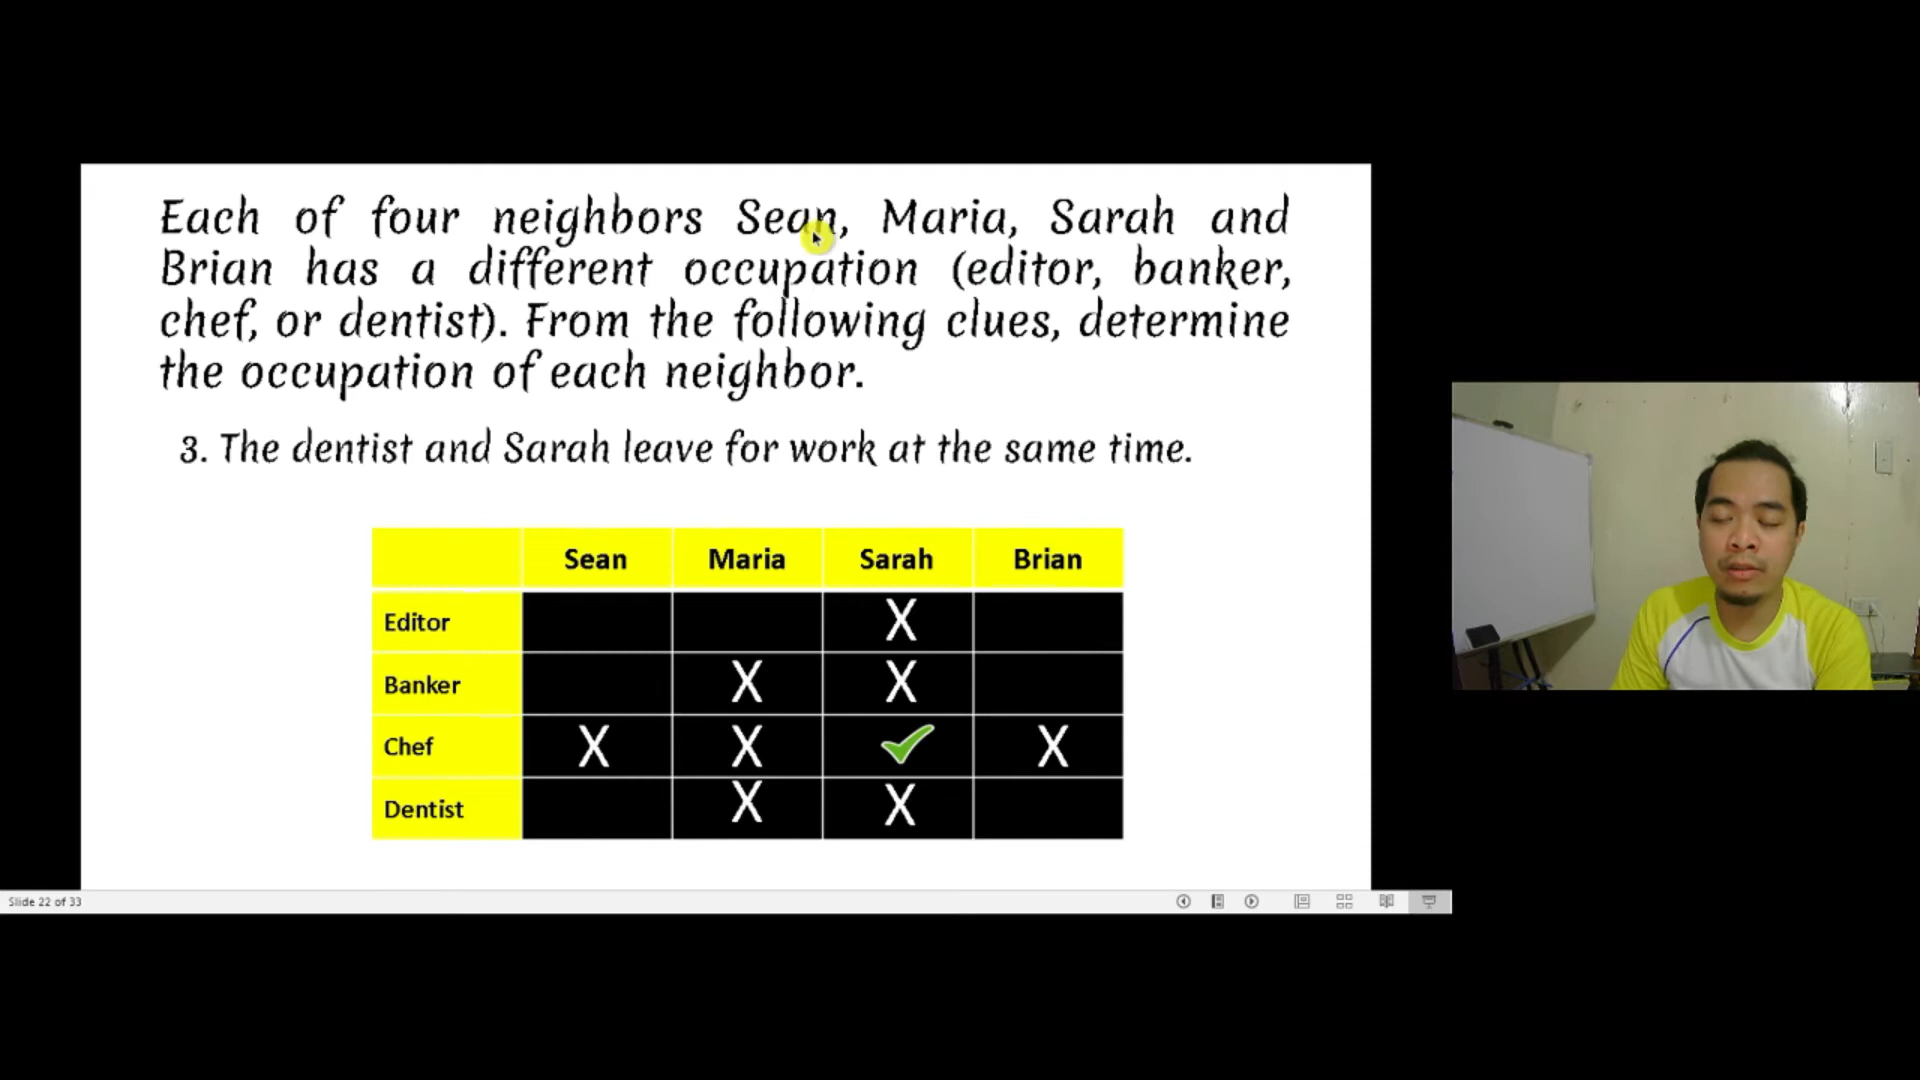 Each of four neighbors Sean, Maria, Sarah and
Brian has a different occupation (editor, banker,
chef, or dentist). From the following clues, determine
the occupation of each neighbor.
3. The dentist and Sarah leave for work at the same time.
Sean Maria Sarah Brian
Editor X
Banker X X
Chef X X ✓ X
Dentist X X
Slide 22 of 33